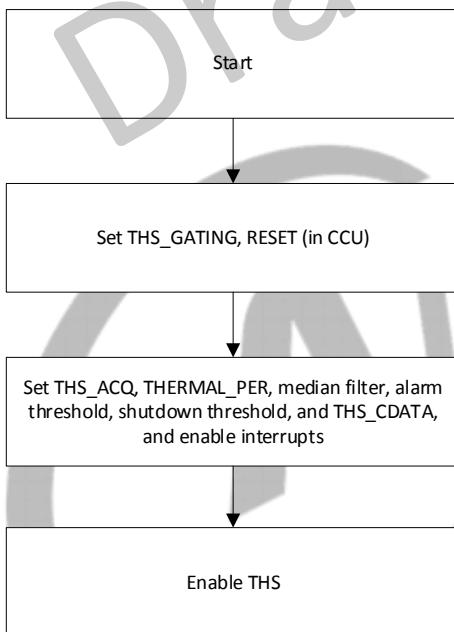 Start
Set THS_GATING, RESET (in CCU)
Set THS_ACQ, THERMAL_PER, median filter, alarm
threshold, shutdown threshold, and THS_CDATA,
and enable interrupts
Enable THS